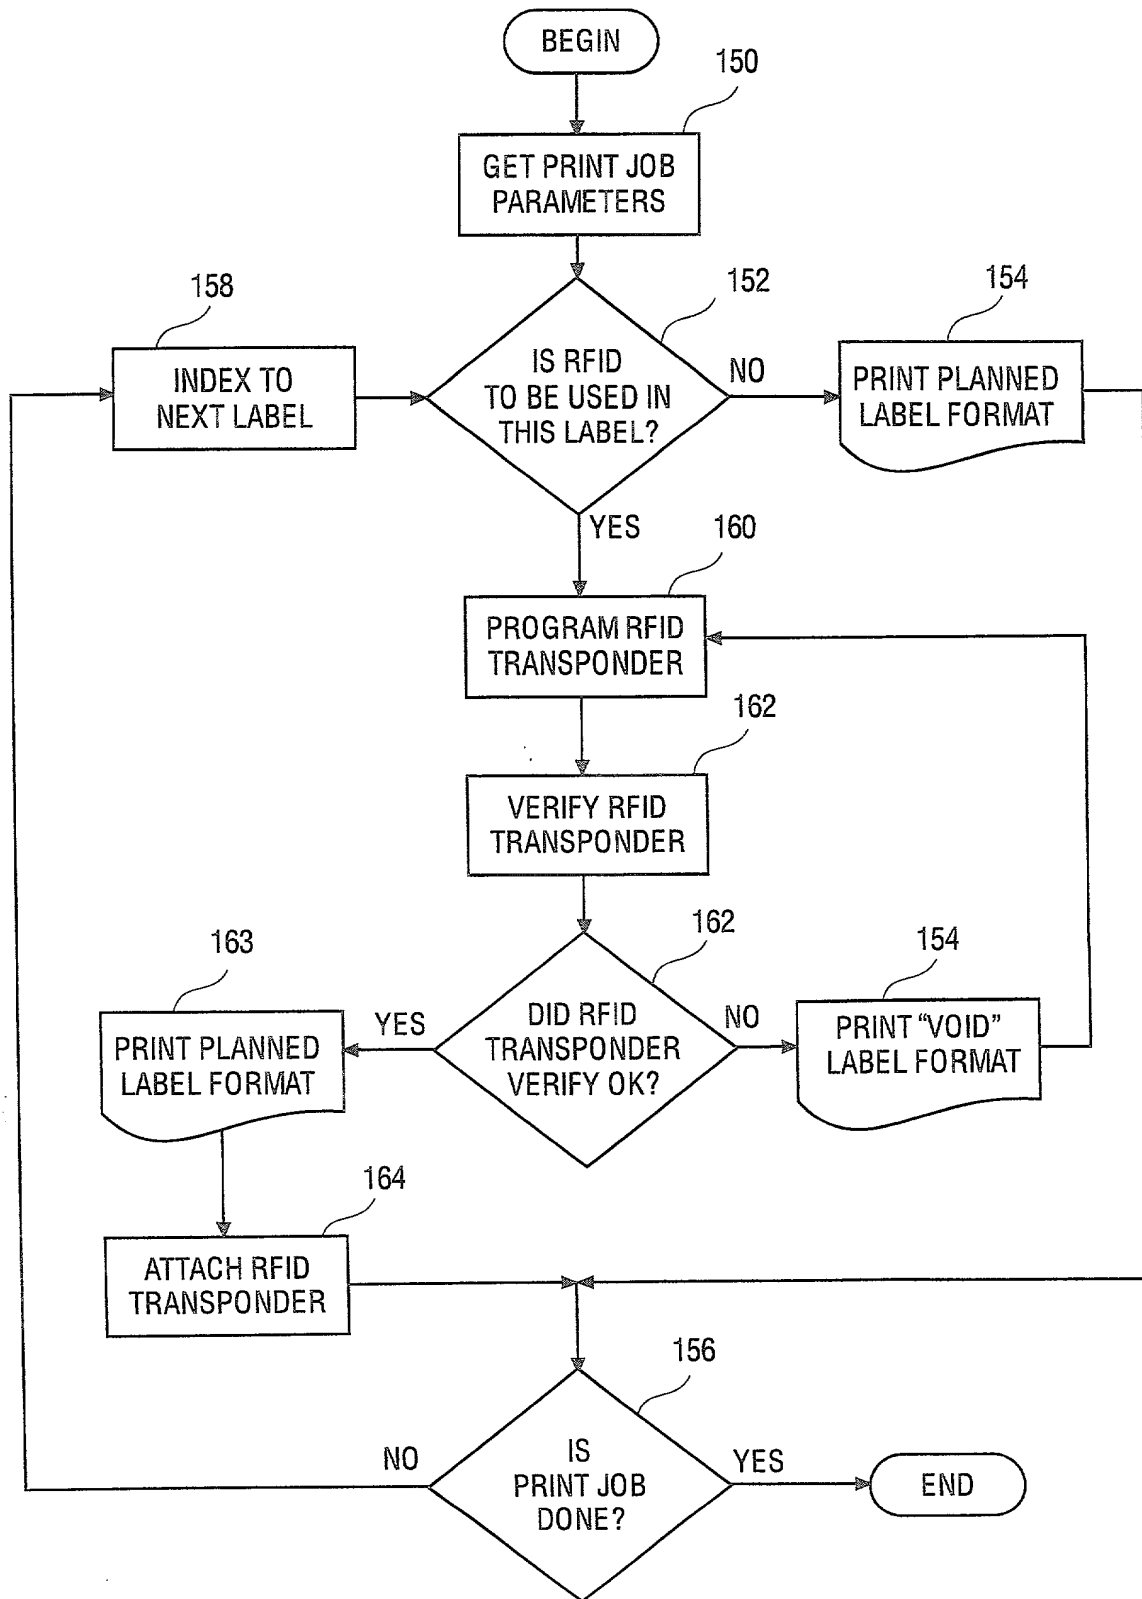 BEGIN
150
GET PRINT JOB
PARAMETERS
158
152
154
INDEX TO
NEXT LABEL
IS RFID
TO BE USED IN
THIS LABEL?
NO
PRINT PLANNED
LABEL FORMAT
YES
160
PROGRAM RFID
TRANSPONDER
162
VERIFY RFID
TRANSPONDER
163
162
154
PRINT PLANNED
LABEL FORMAT
YES
DID RFID
TRANSPONDER
VERIFY OK?
NO
PRINT "VOID"
LABEL FORMAT
164
ATTACH RFID
TRANSPONDER
156
NO
IS
PRINT JOB
DONE?
YES
END